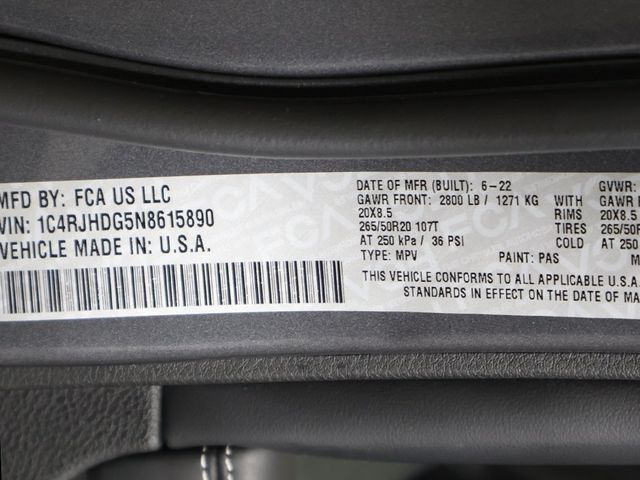 MFD BY: FCA US LLC
VIN: 1C4RJHDG5N8615890
VEHICLE MADE IN: U.S.A.
DATE OF MFR (BUILT): 6-22 GVWR:
GAWR FRONT: 2800 LB / 1271 KG WITH GAWR
20X8.5 RIMS 20X8.5
265/50R20 107T TIRES 265/50R
AT 250 kPa / 36 PSI COLD AT 250
TYPE: MPV PAINT: PAS M
THIS VEHICLE CONFORMS TO ALL APPLICABLE U.S.A.
STANDARDS IN EFFECT ON THE DATE OF MA